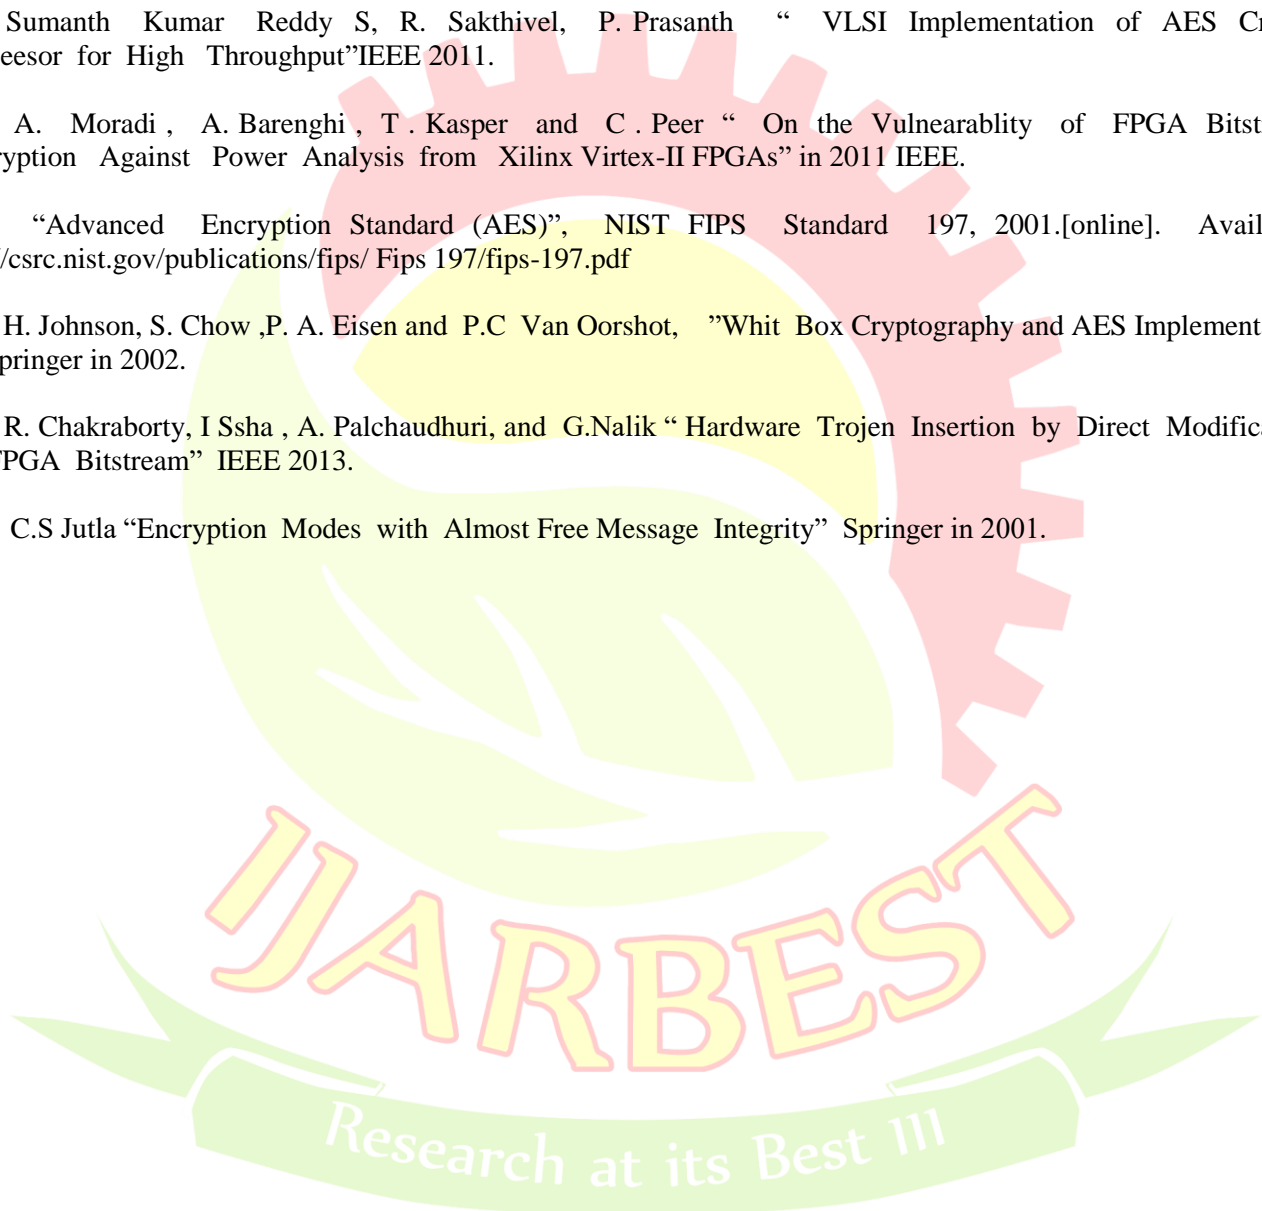 Sumanth Kumar Reddy S, R. Sakthivel, P. Prasanth “ VLSI Implementation of AES Cr
eesor for High Throughput”IEEE 2011.
A. Moradi , A. Barenghi , T . Kasper and C . Peer “ On the Vulnearablity of FPGA Bitst
ryption Against Power Analysis from Xilinx Virtex-II FPGAs” in 2011 IEEE.
“Advanced Encryption Standard (AES)”, NIST FIPS Standard 197, 2001.[online]. Avail
//csrc.nist.gov/publications/fips/ Fips 197/fips-197.pdf
H. Johnson, S. Chow ,P. A. Eisen and P.C Van Oorshot, ”Whit Box Cryptography and AES Implement
pringer in 2002.
R. Chakraborty, I Ssha , A. Palchaudhuri, and G.Nalik “ Hardware Trojen Insertion by Direct Modifica
FPGA Bitstream” IEEE 2013.
C.S Jutla “Encryption Modes with Almost Free Message Integrity” Springer in 2001.
IJARBEST
Research at its Best !!!